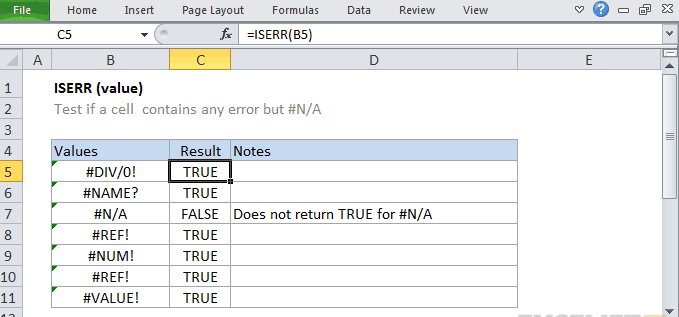 File Home Insert Page Layout Formulas Data Review View
C5 fx =ISERR(B5)
A B C D E
1 ISERR (value)
2 Test if a cell contains any error but #N/A
3
4 Values Result Notes
5 #DIV/0! TRUE
6 #NAME? TRUE
7 #N/A FALSE Does not return TRUE for #N/A
8 #REF! TRUE
9 #NUM! TRUE
10 #REF! TRUE
11 #VALUE! TRUE